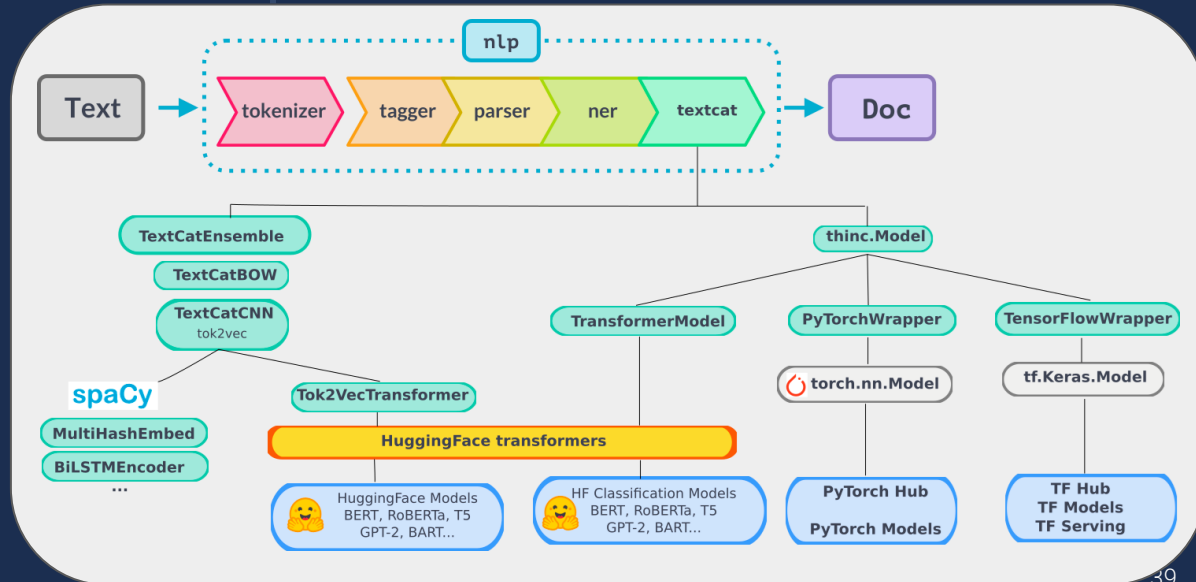 nlp
Text
tokenizer
tagger
parser
ner
textcat
Doc
TextCatEnsemble
thinc.Model
TextCatBOW
TextCatCNN
tok2vec
TransformerModel
PyTorchWrapper
TensorFlowWrapper
spaCy
Tok2VecTransformer
torch.nn.Model
tf.Keras.Model
MultiHashEmbed
HuggingFace transformers
BiLSTMEncoder
...
HuggingFace Models
BERT, RoBERTa, T5
GPT-2, BART...
HF Classification Models
BERT, RoBERTa, T5
GPT-2, BART...
PyTorch Hub
PyTorch Models
TF Hub
TF Models
TF Serving
39